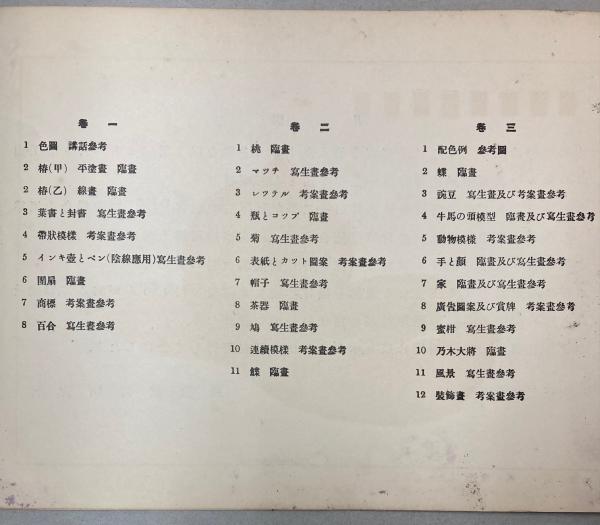 卷一
1 色圖 講話參考
2 椿(甲) 平塗畫 臨畫
2 椿(乙) 線畫 臨畫
3 葉書と封書 寫生畫參考
4 帶狀模樣 考案畫參考
5 インキ壺とペン(陰線應用)寫生畫參考
6 團扇 臨畫
7 商標 考案畫參考
8 百合 寫生畫參考
卷二
1 桃 臨畫
2 マツチ 寫生畫參考
3 レツテル 考案畫參考
4 瓶とコツプ 臨畫
5 菊 寫生畫參考
6 表紙とカツト圖案 考案畫參考
7 帽子 寫生畫參考
8 茶器 臨畫
9 鳩 寫生畫參考
10 連續模樣 考案畫參考
11 鰈 臨畫
卷三
1 配色例 參考圖
2 蝶 臨畫
3 豌豆 寫生畫及び考案畫參考
4 牛馬の頭模型 臨畫及び寫生畫參考
5 動物模樣 考案畫參考
6 手と顏 臨畫及び寫生畫參考
7 家 臨畫及び寫生畫參考
8 廣告圖案及び賞牌 考案畫參考
9 蜜柑 寫生畫參考
10 乃木大將 臨畫
11 風景 寫生畫參考
12 裝飾畫 考案畫參考